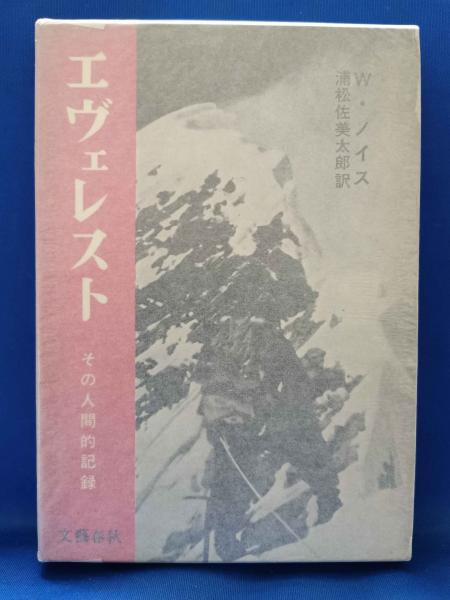 W・ノイス
浦松佐美太郎訳
エヴェレスト
その人間的記録
文藝春秋